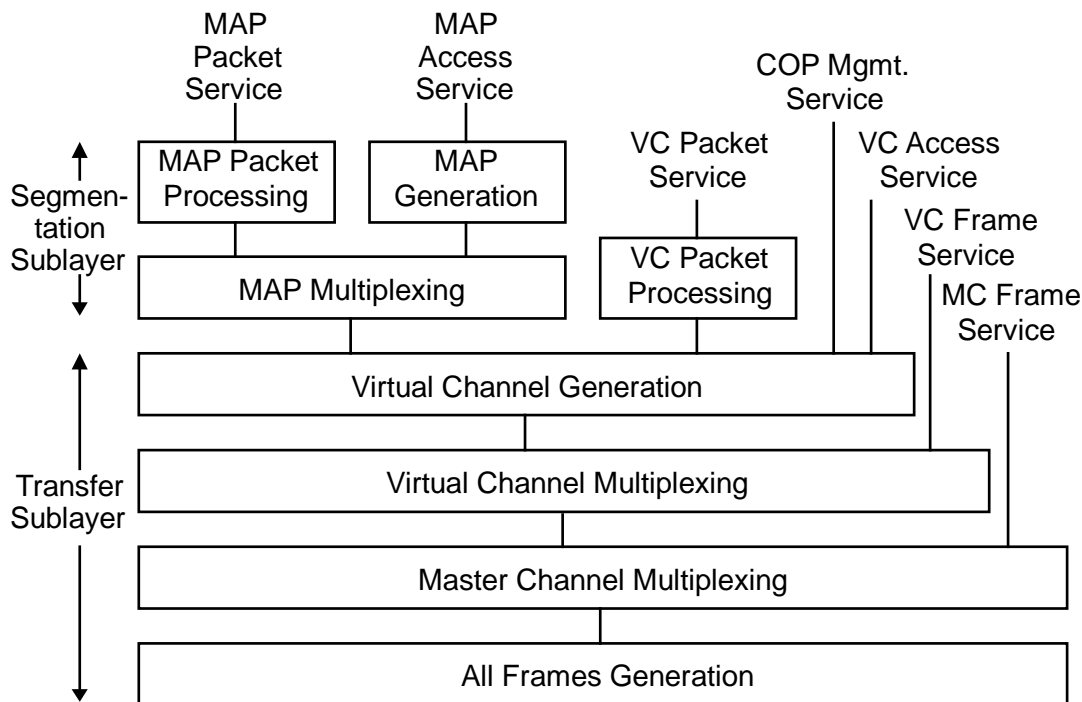 MAP
Packet
Service
MAP
Access
Service
COP Mgmt.
Service
VC Packet
Service
VC Access
Service
VC Frame
Service
MC Frame
Service
Segmen-
tation
Sublayer
MAP Packet
Processing
MAP
Generation
VC Packet
Processing
MAP Multiplexing
Transfer
Sublayer
Virtual Channel Generation
Virtual Channel Multiplexing
Master Channel Multiplexing
All Frames Generation